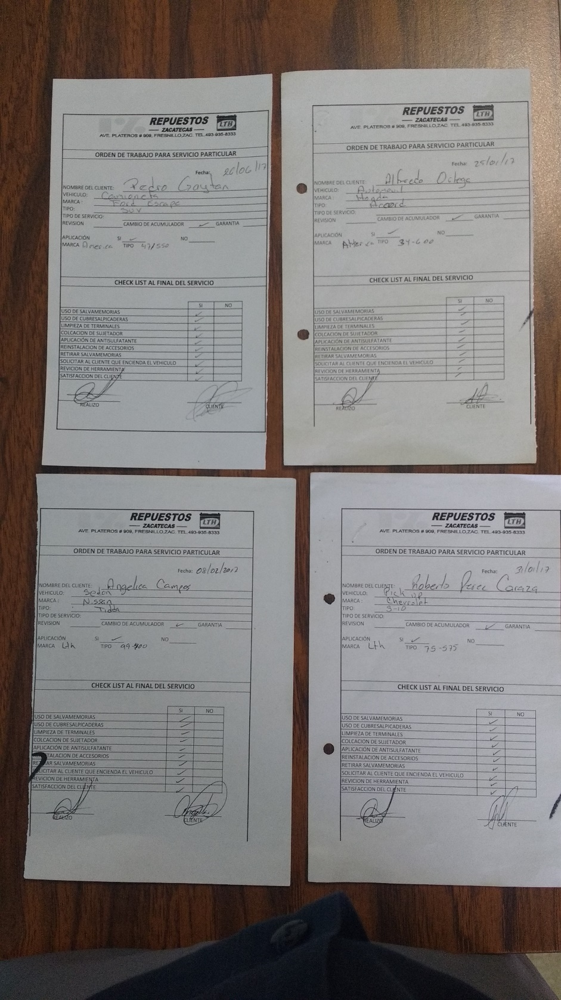 REPUESTOS
LTH
ZACATECAS
AVE. PLATEROS # 909, FRESNILLO,ZAC. TEL.493-935-8333
ORDEN DE TRABAJO PARA SERVICIO PARTICULAR
Fecha: 26/06/17
NOMBRE DEL CLIENTE: Pedro Gaytan
VEHICULO: Camioneta
MARCA: Ford Escape
TIPO: SUV
TIPO DE SERVICIO:
REVISION CAMBIO DE ACUMULADOR ✓ GARANTIA
APLICACIÓN SI ✓ NO
MARCA America TIPO 47/550
CHECK LIST AL FINAL DEL SERVICIO
SI NO
USO DE SALVAMEMORIAS ✓
USO DE CUBRESALPICADERAS ✓
LIMPIEZA DE TERMINALES ✓
COLCACION DE SUJETADOR ✓
APLICACIÓN DE ANTISULFATANTE ✓
REINSTALACION DE ACCESORIOS ✓
RETIRAR SALVAMEMORIAS ✓
SOLICITAR AL CLIENTE QUE ENCIENDA EL VEHICULO ✓
REVICION DE HERRAMIENTA ✓
SATISFACCION DEL CLIENTE ✓
REALIZO CLIENTE
REPUESTOS
LTH
ZACATECAS
AVE. PLATEROS # 909, FRESNILLO,ZAC. TEL.493-935-8333
ORDEN DE TRABAJO PARA SERVICIO PARTICULAR
Fecha: 25/01/17
NOMBRE DEL CLIENTE: Alfredo Ortega
VEHICULO: Automovil
MARCA : Honda
TIPO: Accord
TIPO DE SERVICIO:
REVISION CAMBIO DE ACUMULADOR ✓ GARANTIA
APLICACIÓN SI ✓ NO
MARCA America TIPO 34-600
CHECK LIST AL FINAL DEL SERVICIO
SI NO
USO DE SALVAMEMORIAS ✓
USO DE CUBRESALPICADERAS ✓
LIMPIEZA DE TERMINALES ✓
COLCACION DE SUJETADOR ✓
APLICACIÓN DE ANTISULFATANTE ✓
REINSTALACION DE ACCESORIOS ✓
RETIRAR SALVAMEMORIAS ✓
SOLICITAR AL CLIENTE QUE ENCIENDA EL VEHICULO ✓
REVICION DE HERRAMIENTA ✓
SATISFACCION DEL CLIENTE ✓
REALIZO CLIENTE
REPUESTOS
LTH
ZACATECAS
AVE. PLATEROS # 909, FRESNILLO,ZAC. TEL.493-935-8333
ORDEN DE TRABAJO PARA SERVICIO PARTICULAR
Fecha: 08/02/2017
NOMBRE DEL CLIENTE: Angelica Campos
VEHICULO: Sedan
MARCA : Nissan
TIPO: Tiida
TIPO DE SERVICIO:
REVISION CAMBIO DE ACUMULADOR ✓ GARANTIA
APLICACIÓN SI ✓ NO
MARCA Lth TIPO
CHECK LIST AL FINAL DEL SERVICIO
SI NO
USO DE SALVAMEMORIAS ✓
USO DE CUBRESALPICADERAS ✓
LIMPIEZA DE TERMINALES ✓
COLCACION DE SUJETADOR ✓
APLICACIÓN DE ANTISULFATANTE ✓
REINSTALACION DE ACCESORIOS ✓
RETIRAR SALVAMEMORIAS ✓
SOLICITAR AL CLIENTE QUE ENCIENDA EL VEHICULO ✓
REVICION DE HERRAMIENTA ✓
SATISFACCION DEL CLIENTE ✓
REALIZO CLIENTE
REPUESTOS
LTH
ZACATECAS
AVE. PLATEROS # 909, FRESNILLO,ZAC. TEL.493-935-8333
ORDEN DE TRABAJO PARA SERVICIO PARTICULAR
Fecha: 31/01/17
NOMBRE DEL CLIENTE: Roberto Perez Caraza
VEHICULO: Pick up
MARCA : Chevrolet
TIPO: S-10
TIPO DE SERVICIO:
REVISION CAMBIO DE ACUMULADOR ✓ GARANTIA
APLICACIÓN SI ✓ NO
MARCA Lth TIPO 75-575
CHECK LIST AL FINAL DEL SERVICIO
SI NO
USO DE SALVAMEMORIAS ✓
USO DE CUBRESALPICADERAS ✓
LIMPIEZA DE TERMINALES ✓
COLCACION DE SUJETADOR ✓
APLICACIÓN DE ANTISULFATANTE ✓
REINSTALACION DE ACCESORIOS ✓
RETIRAR SALVAMEMORIAS ✓
SOLICITAR AL CLIENTE QUE ENCIENDA EL VEHICULO ✓
REVICION DE HERRAMIENTA ✓
SATISFACCION DEL CLIENTE ✓
REALIZO CLIENTE